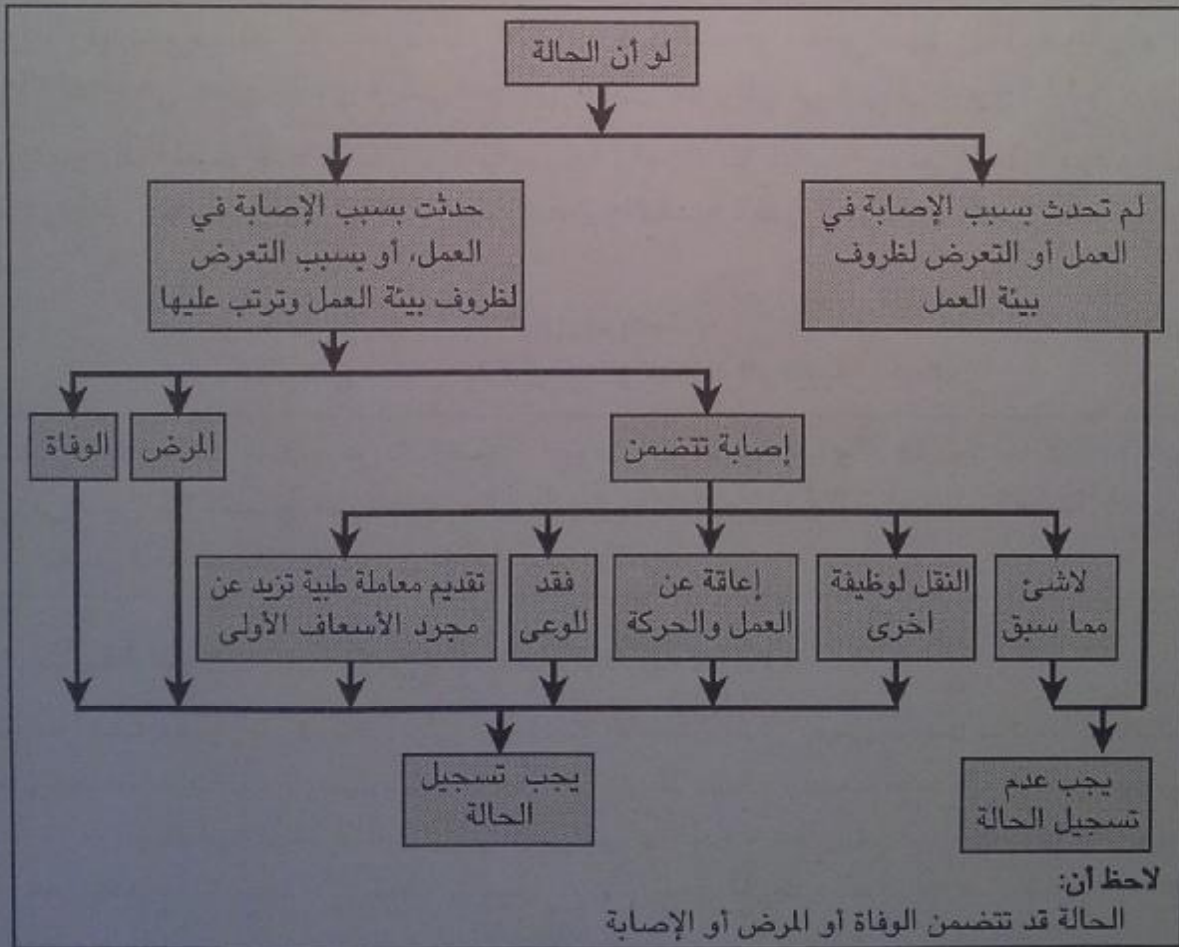 لو أن الحالة
لم تحدث بسبب الإصابة في
العمل أو التعرض لظروف
بيئة العمل
حدثت بسبب الإصابة في
العمل، أو بسبب التعرض
لظروف بيئة العمل وترتب عليها
إصابة تتضمن
المرض
الوفاة
لاشئ
مما سبق
النقل لوظيفة
اخرى
إعاقة عن
العمل والحركة
فقد
للوعى
تقديم معاملة طبية تزيد عن
مجرد الأسعاف الأولى
يجب عدم
تسجيل الحالة
يجب تسجيل
الحالة
لاحظ أن:
الحالة قد تتضمن الوفاة أو المرض أو الإصابة